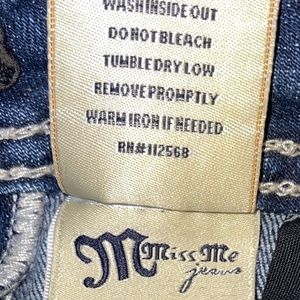 WASH INSIDE OUT
DO NOT BLEACH
TUMBLE DRY LOW
REMOVE PROMPTLY
WARM IRON IF NEEDED
RN#112568
M Miss Me
jeans